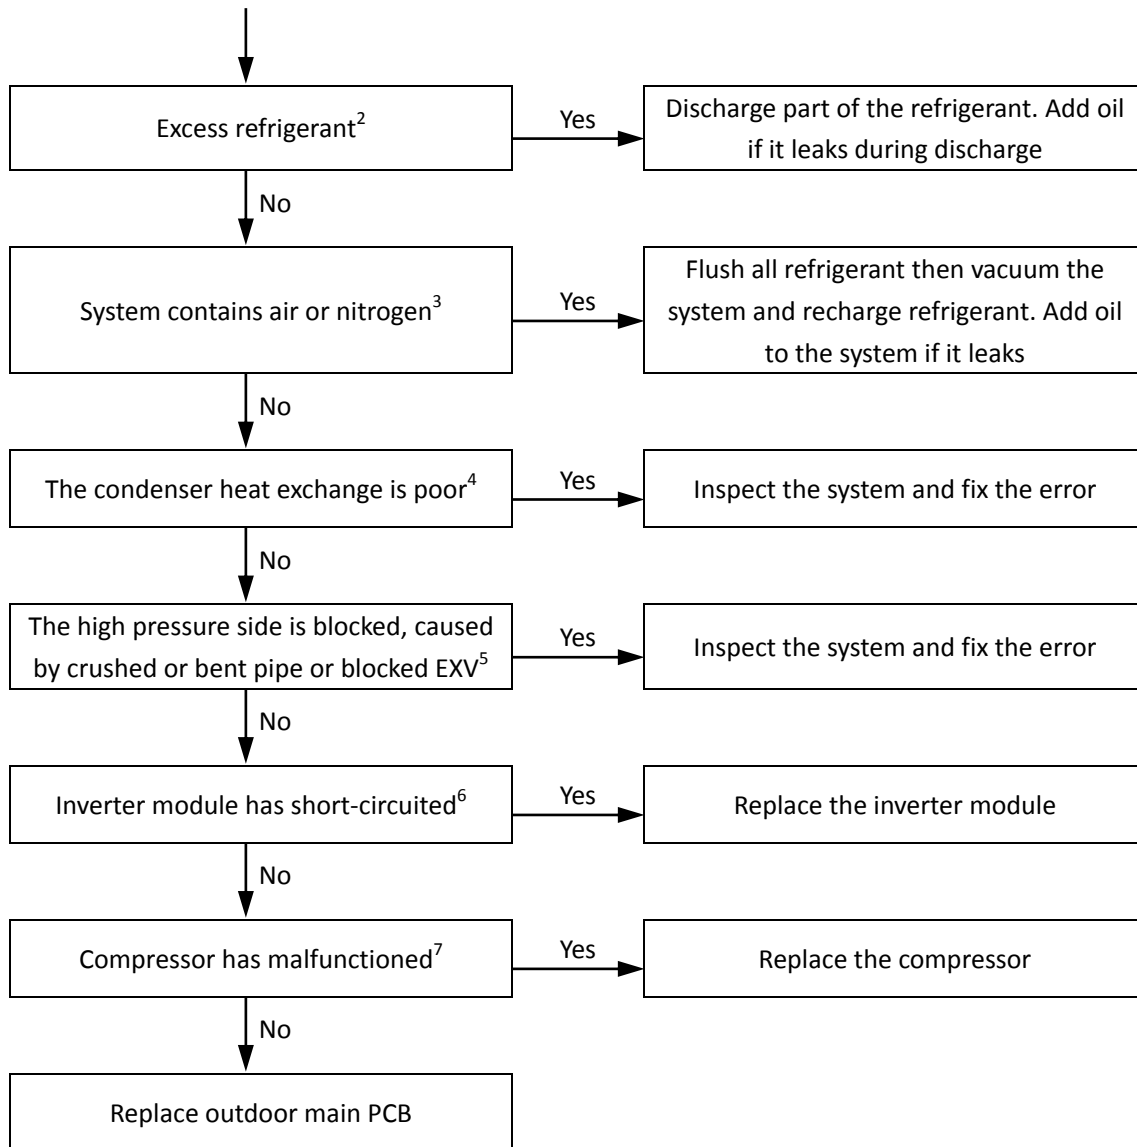 Excess refrigerant2
Yes
Discharge part of the refrigerant. Add oil
if it leaks during discharge
No
System contains air or nitrogen3
Yes
Flush all refrigerant then vacuum the
system and recharge refrigerant. Add oil
to the system if it leaks
No
The condenser heat exchange is poor4
Yes
Inspect the system and fix the error
No
The high pressure side is blocked, caused
by crushed or bent pipe or blocked EXV5
Yes
Inspect the system and fix the error
No
Inverter module has short-circuited6
Yes
Replace the inverter module
No
Compressor has malfunctioned7
Yes
Replace the compressor
No
Replace outdoor main PCB